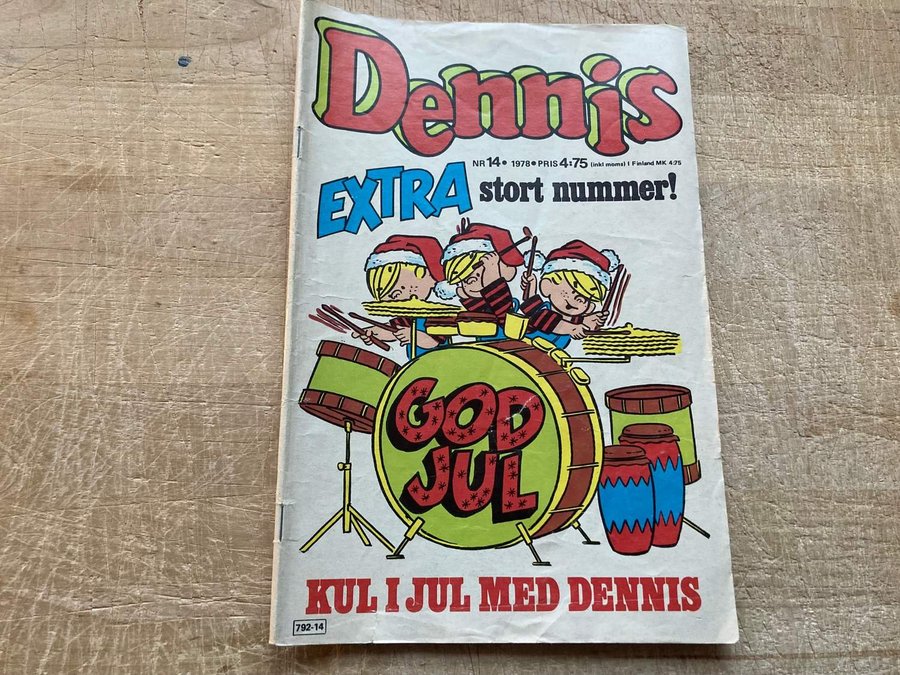 Dennis
NR 14 • 1978 • PRIS 4:75 (inkl moms) I Finland MK 4:75
EXTRA stort nummer!
GOD
JUL
KUL I JUL MED DENNIS
792-14